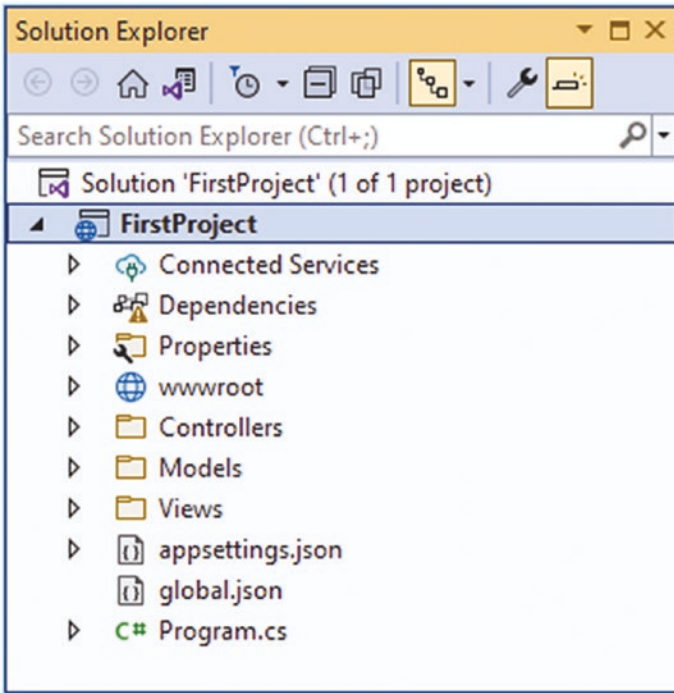 Solution Explorer
Search Solution Explorer (Ctrl+;)
Solution 'FirstProject' (1 of 1 project)
FirstProject
Connected Services
Dependencies
Properties
wwwroot
Controllers
Models
Views
appsettings.json
global.json
C# Program.cs